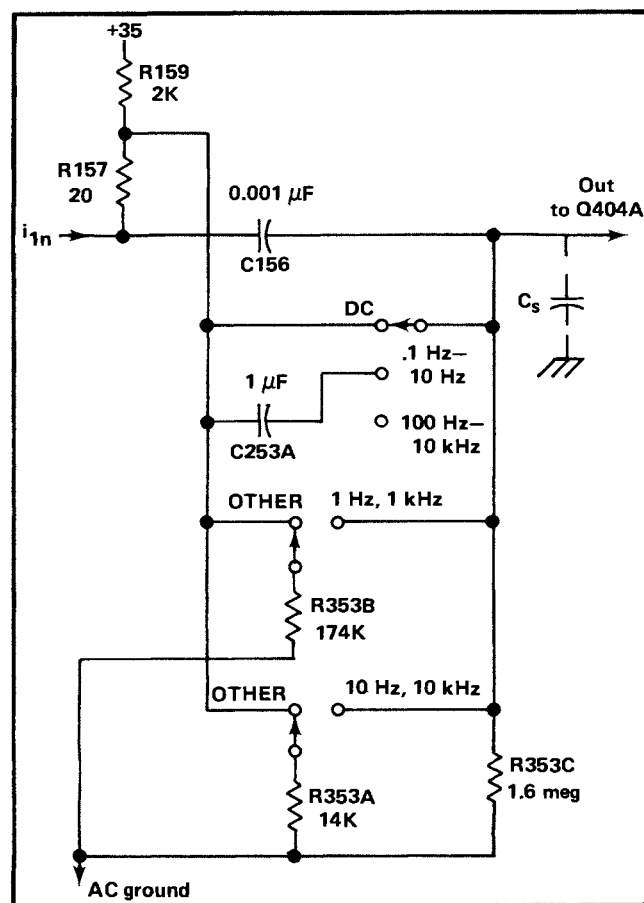 +35
R159
2K
R157
20
0.001 µF
Out
to Q404A
i1n
C156
DC
Cs
.1 Hz–
10 Hz
1 µF
100 Hz–
10 kHz
C253A
OTHER
1 Hz, 1 kHz
R353B
174K
OTHER
10 Hz, 10 kHz
R353C
1.6 meg
R353A
14K
AC ground